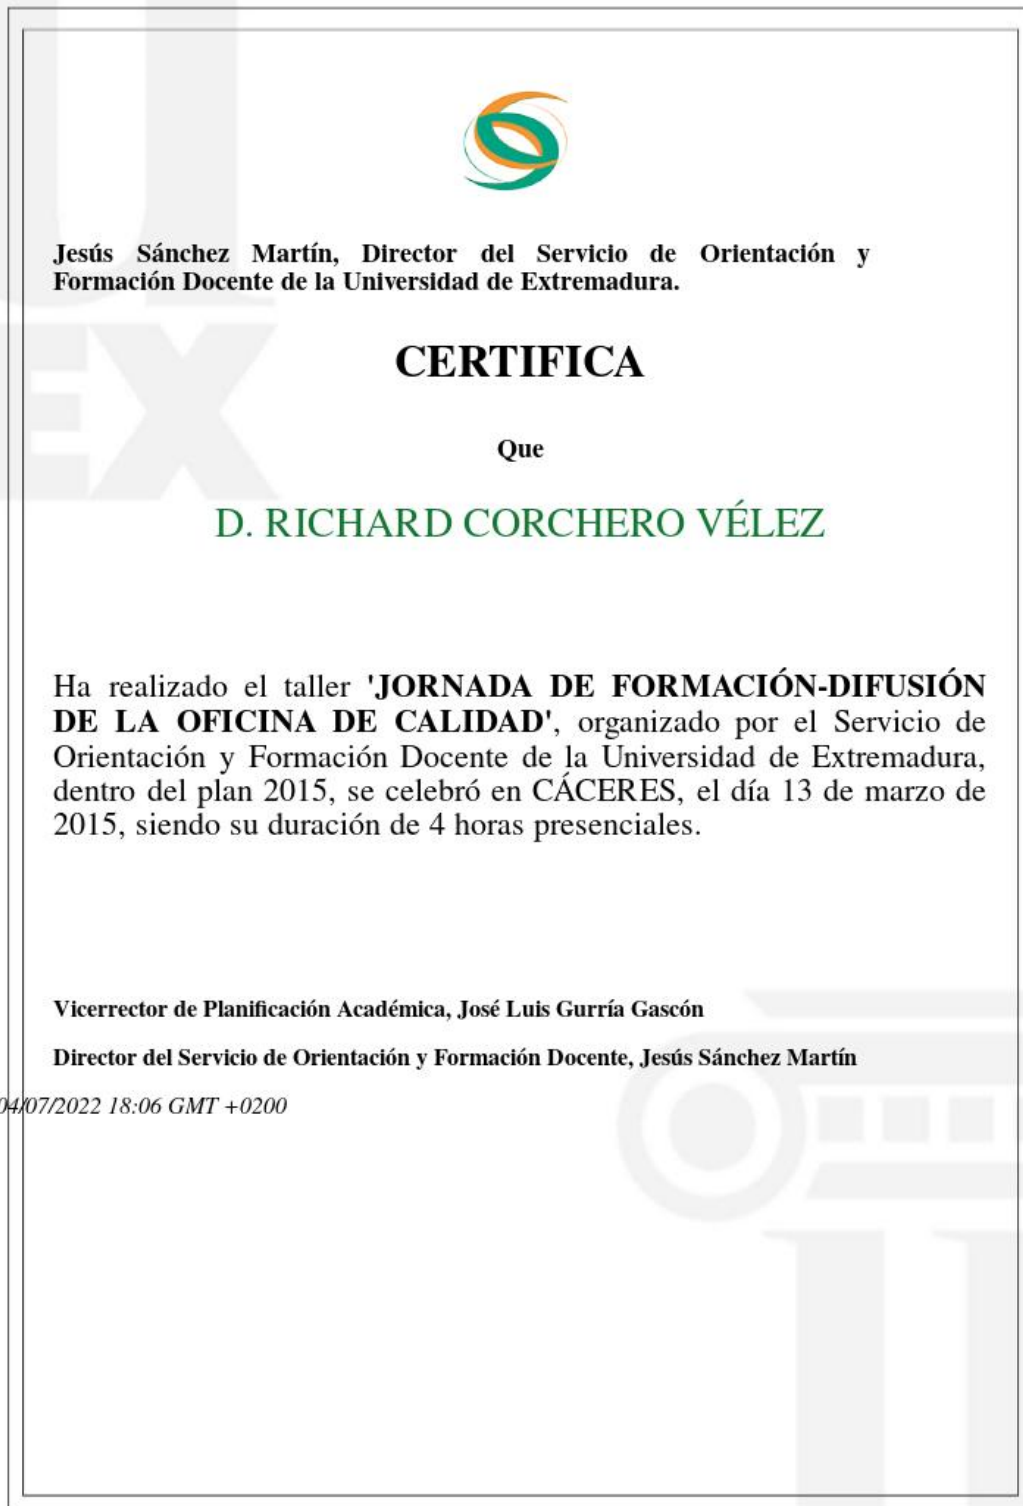 Jesús Sánchez Martín, Director del Servicio de Orientación y
Formación Docente de la Universidad de Extremadura.
CERTIFICA
Que
D. RICHARD CORCHERO VÉLEZ
Ha realizado el taller 'JORNADA DE FORMACIÓN-DIFUSIÓN
DE LA OFICINA DE CALIDAD', organizado por el Servicio de
Orientación y Formación Docente de la Universidad de Extremadura,
dentro del plan 2015, se celebró en CÁCERES, el día 13 de marzo de
2015, siendo su duración de 4 horas presenciales.
Vicerrector de Planificación Académica, José Luis Gurría Gascón
Director del Servicio de Orientación y Formación Docente, Jesús Sánchez Martín
04/07/2022 18:06 GMT +0200
U
EX